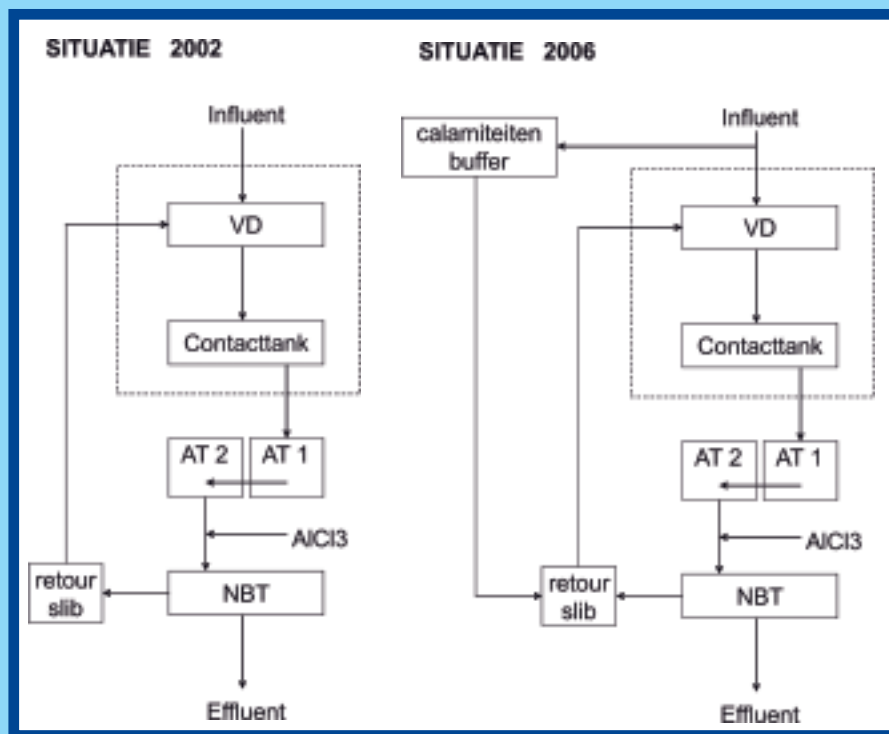 SITUATIE 2002
Influent
VD
Contacttank
AT 2
AT 1
AlCl3
retour
slib
NBT
Effluent
SITUATIE 2006
Influent
calamiteiten
buffer
VD
Contacttank
AT 2
AT 1
AlCl3
retour
slib
NBT
Effluent